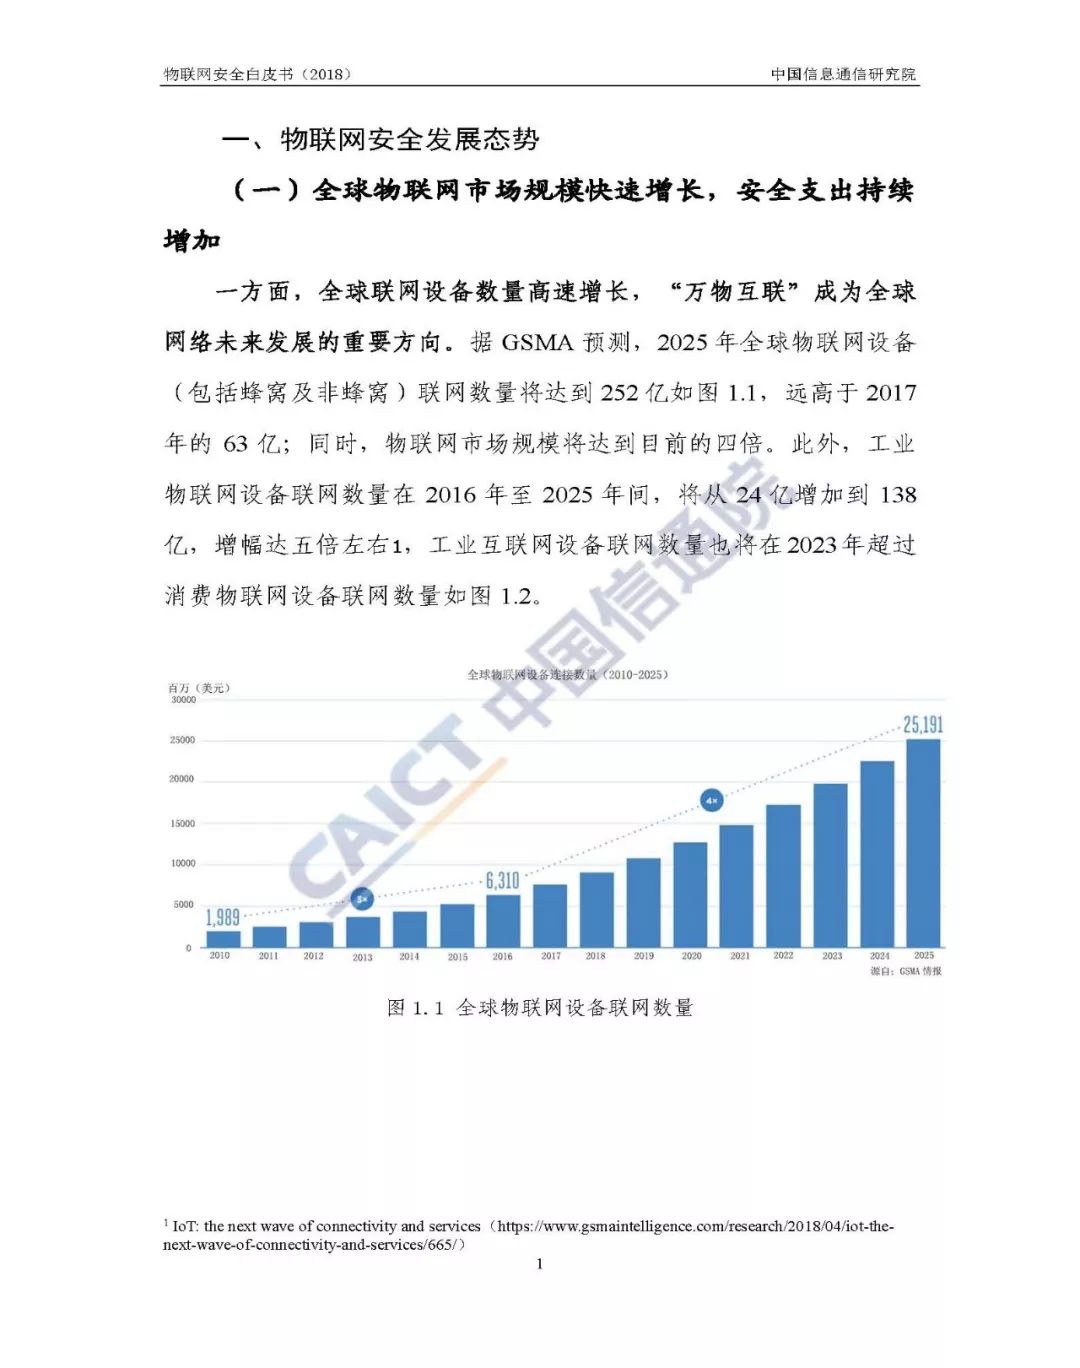 物联网安全白皮书（2018）
中国信息通信研究院
一、物联网安全发展态势
（一）全球物联网市场规模快速增长，安全支出持续
增加
一方面，全球联网设备数量高速增长，“万物互联”成为全球
网络未来发展的重要方向。据 GSMA 预测，2025 年全球物联网设备
（包括蜂窝及非蜂窝）联网数量将达到 252 亿如图 1.1，远高于 2017
年的 63 亿；同时，物联网市场规模将达到目前的四倍。此外，工业
物联网设备联网数量在 2016 年至 2025 年间，将从 24 亿增加到 138
亿，增幅达五倍左右1，工业互联网设备联网数量也将在 2023 年超过
消费物联网设备联网数量如图 1.2。
CAICT 中国信通院
全球物联网设备连接数量（2010-2025）
百万（美元）
30000
25000
20000
15000
10000
5000
0
1,989
3×
6,310
4×
25,191
2010 2011 2012 2013 2014 2015 2016 2017 2018 2019 2020 2021 2022 2023 2024 2025
源自：GSMA 情报
图 1.1 全球物联网设备联网数量
1 IoT: the next wave of connectivity and services（https://www.gsmaintelligence.com/research/2018/04/iot-the-
next-wave-of-connectivity-and-services/665/）
1